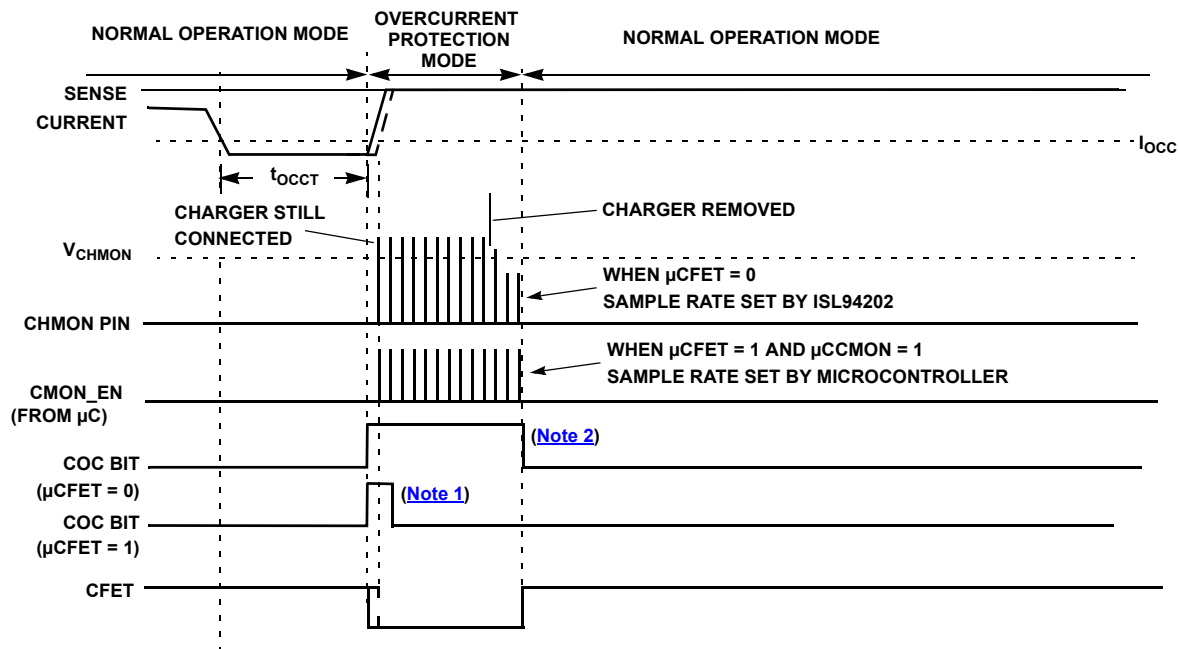 NORMAL OPERATION MODE
OVERCURRENT
PROTECTION
MODE
NORMAL OPERATION MODE
SENSE
CURRENT
IOCC
tOCCT
CHARGER STILL
CONNECTED
CHARGER REMOVED
VCHMON
WHEN µCFET = 0
SAMPLE RATE SET BY ISL94202
CHMON PIN
WHEN µCFET = 1 AND µCCMON = 1
SAMPLE RATE SET BY MICROCONTROLLER
CMON_EN
(FROM µC)
(Note 2)
COC BIT
(µCFET = 0)
(Note 1)
COC BIT
(µCFET = 1)
CFET